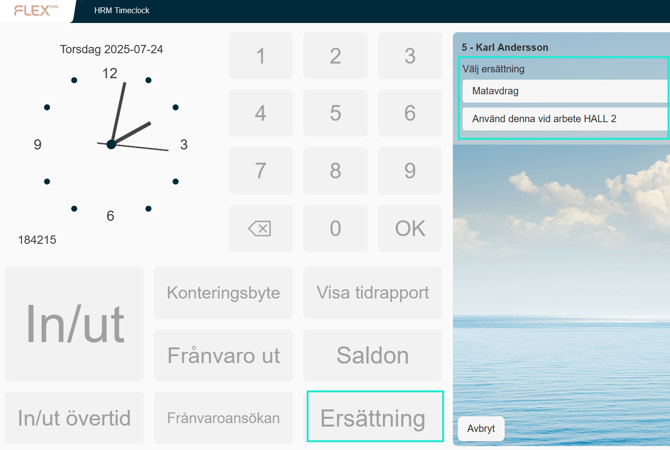 FLEX HRM
HRM Timeclock
Torsdag 2025-07-24
12
9
3
6
184215
1
2
3
4
5
6
7
8
9
0
OK
In/ut
Konteringsbyte
Visa tidrapport
Frånvaro ut
Saldon
In/ut övertid
Frånvaroansökan
Ersättning
5 - Karl Andersson
Välj ersättning
Matavdrag
Använd denna vid arbete HALL 2
Avbryt